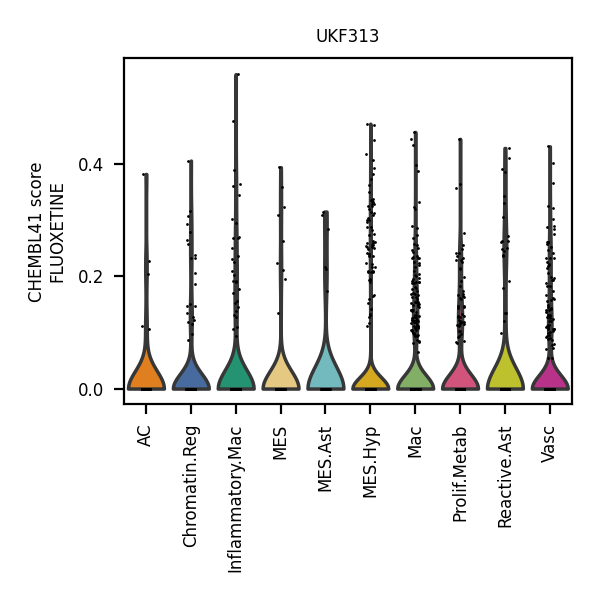 UKF313
CHEMBL41 score
FLUOXETINE
0.4
0.2
0.0
AC
Chromatin.Reg
Inflammatory.Mac
MES
MES.Ast
MES.Hyp
Mac
Prolif.Metab
Reactive.Ast
Vasc